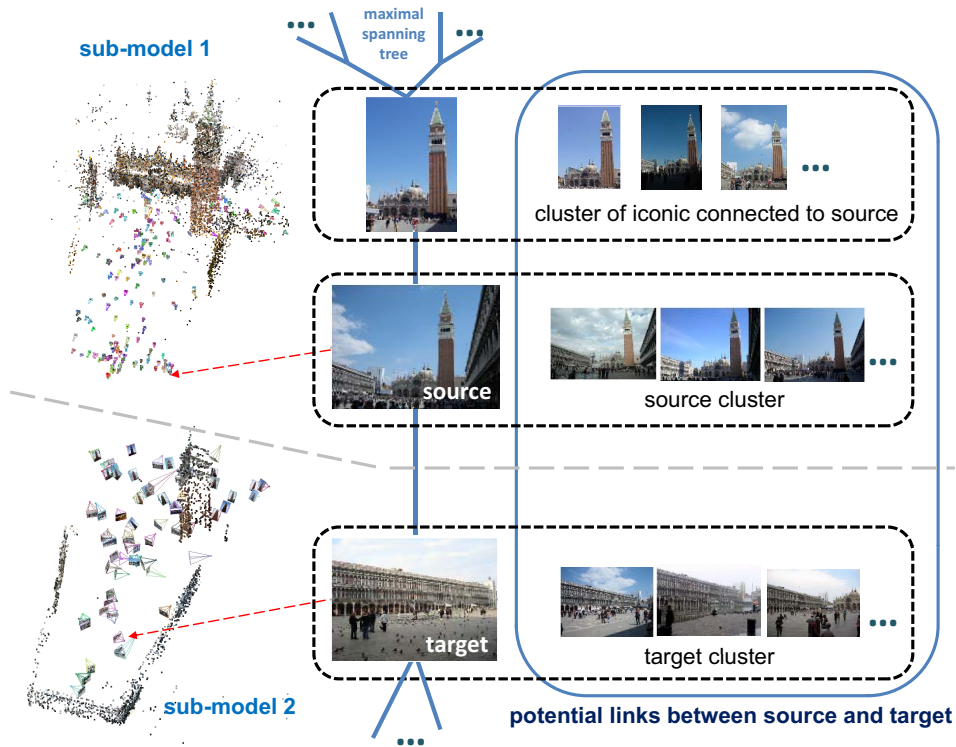 maximal
spanning
tree
sub-model 1
cluster of iconic connected to source
source
source cluster
target
target cluster
sub-model 2
potential links between source and target